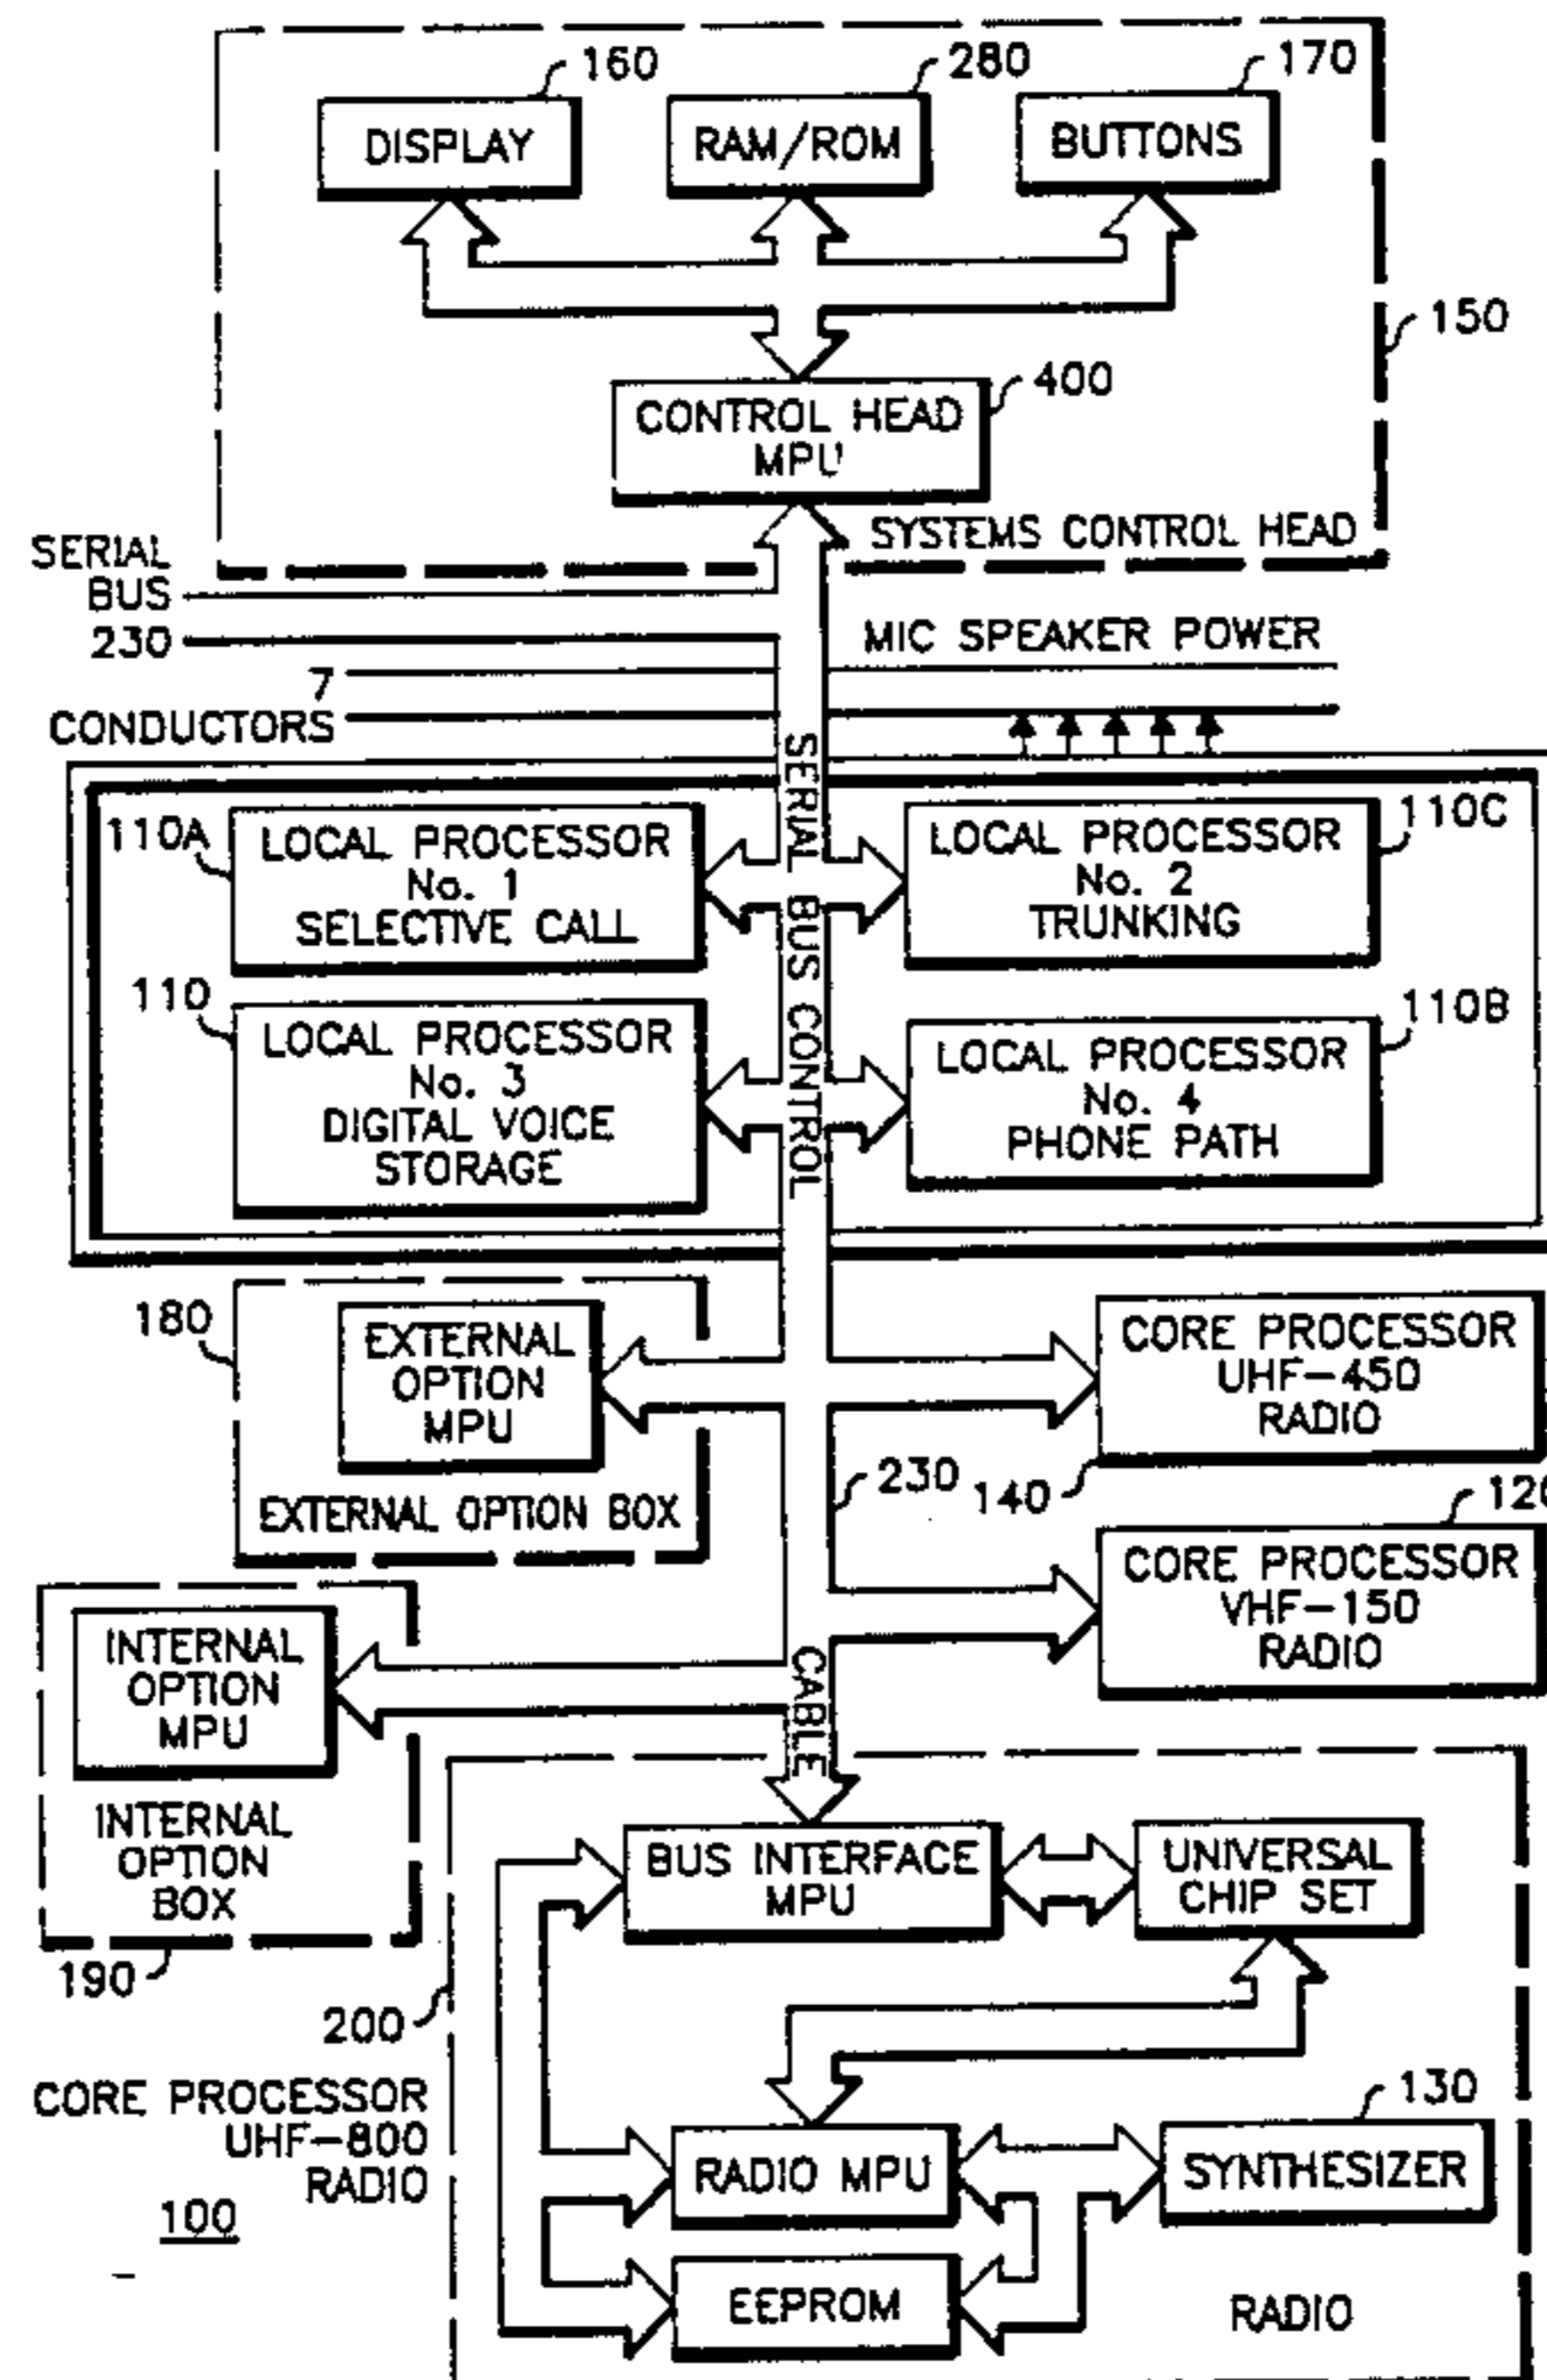 160
280
170
DISPLAY
RAM/ROM
BUTTONS
150
400
CONTROL HEAD
MPU
SYSTEMS CONTROL HEAD
SERIAL
BUS
230
MIC SPEAKER POWER
7
CONDUCTORS
SERIAL BUS CONTROL
110A
LOCAL PROCESSOR
No. 1
SELECTIVE CALL
110C
LOCAL PROCESSOR
No. 2
TRUNKING
110
LOCAL PROCESSOR
No. 3
DIGITAL VOICE
STORAGE
110B
LOCAL PROCESSOR
No. 4
PHONE PATH
180
EXTERNAL
OPTION
MPU
EXTERNAL OPTION BOX
CORE PROCESSOR
UHF-450
RADIO
230
140
120
CORE PROCESSOR
VHF-150
RADIO
INTERNAL
OPTION
MPU
INTERNAL
OPTION
BOX
190
CABLE
BUS INTERFACE
MPU
UNIVERSAL
CHIP SET
200
CORE PROCESSOR
UHF-800
RADIO
100
130
RADIO MPU
SYNTHESIZER
EEPROM
RADIO